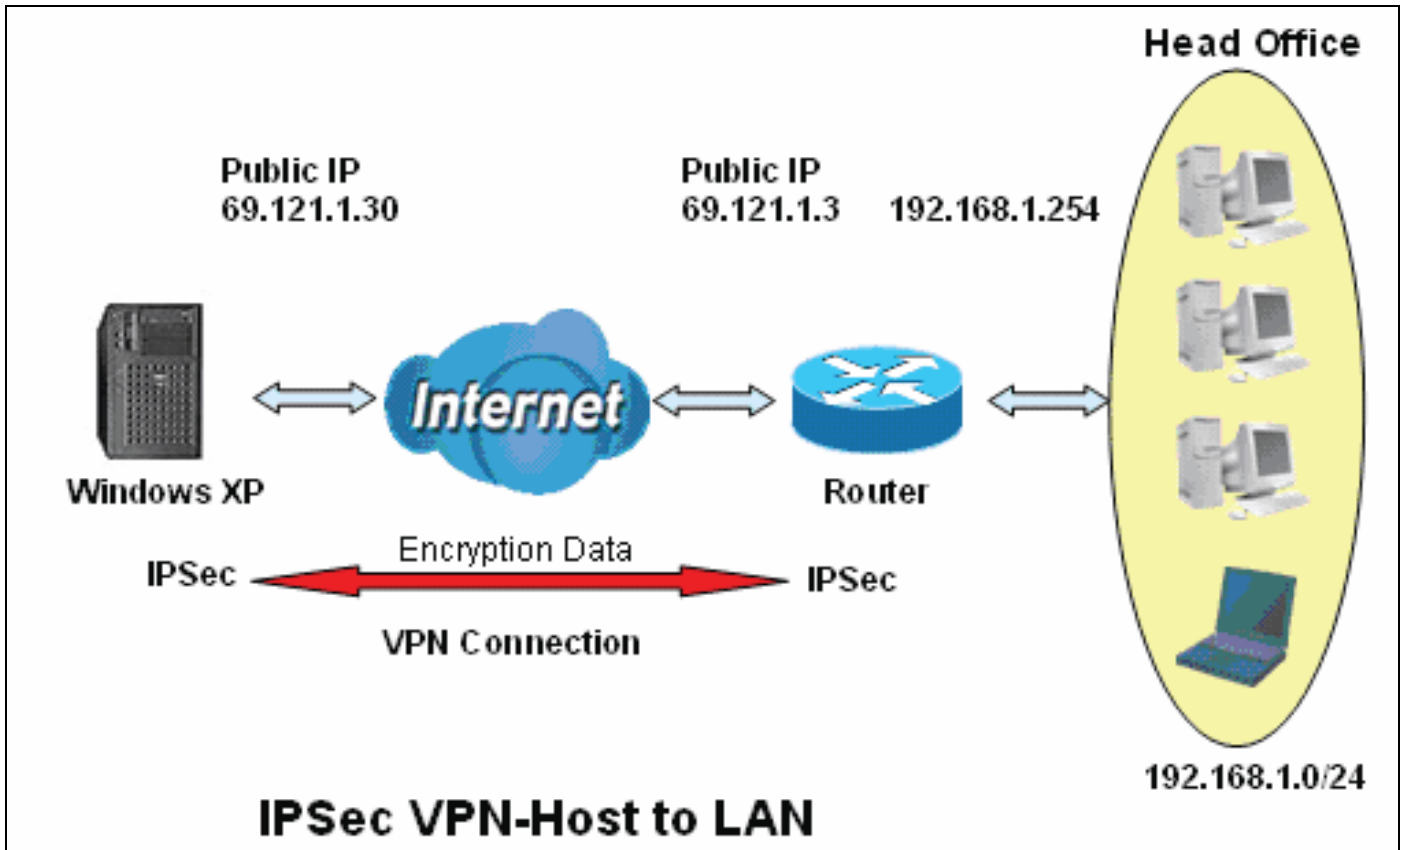 Head Office
Public IP
69.121.1.30
Public IP
69.121.1.3
192.168.1.254
Internet
Windows XP
Router
Encryption Data
IPSec
IPSec
VPN Connection
192.168.1.0/24
IPSec VPN-Host to LAN